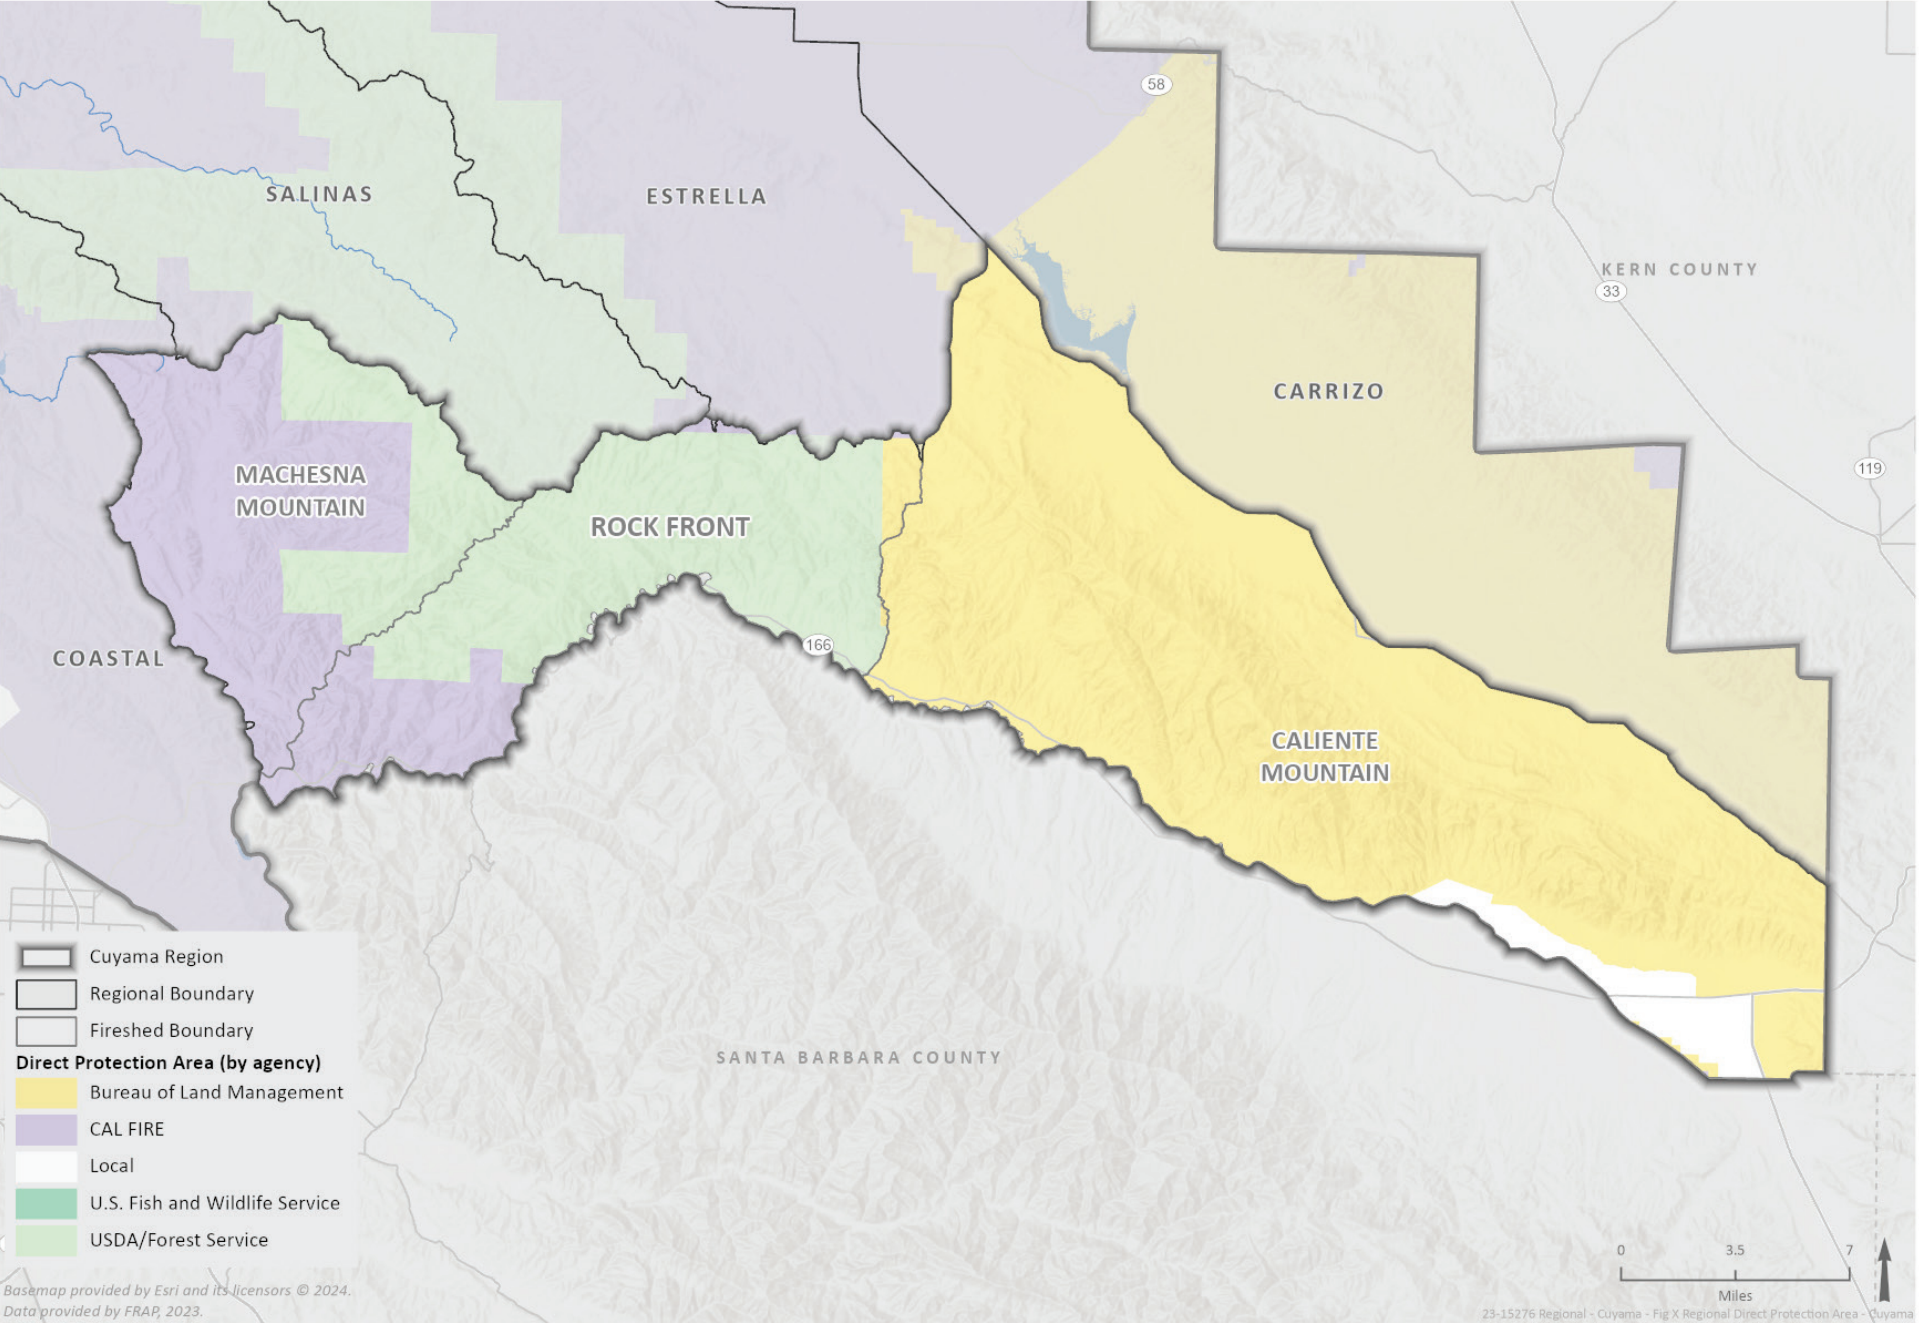 58
SALINAS
ESTRELLA
KERN COUNTY
33
CARRIZO
MACHESNA
MOUNTAIN
119
ROCK FRONT
166
COASTAL
CALIENTE
MOUNTAIN
SANTA BARBARA COUNTY
Cuyama Region
Regional Boundary
Fireshed Boundary
Direct Protection Area (by agency)
Bureau of Land Management
CAL FIRE
Local
U.S. Fish and Wildlife Service
USDA/Forest Service
0 3.5 7
Miles
Basemap provided by Esri and its licensors © 2024.
Data provided by FRAP, 2023.
23-15276 Regional - Cuyama - Fig X Regional Direct Protection Area - Cuyama